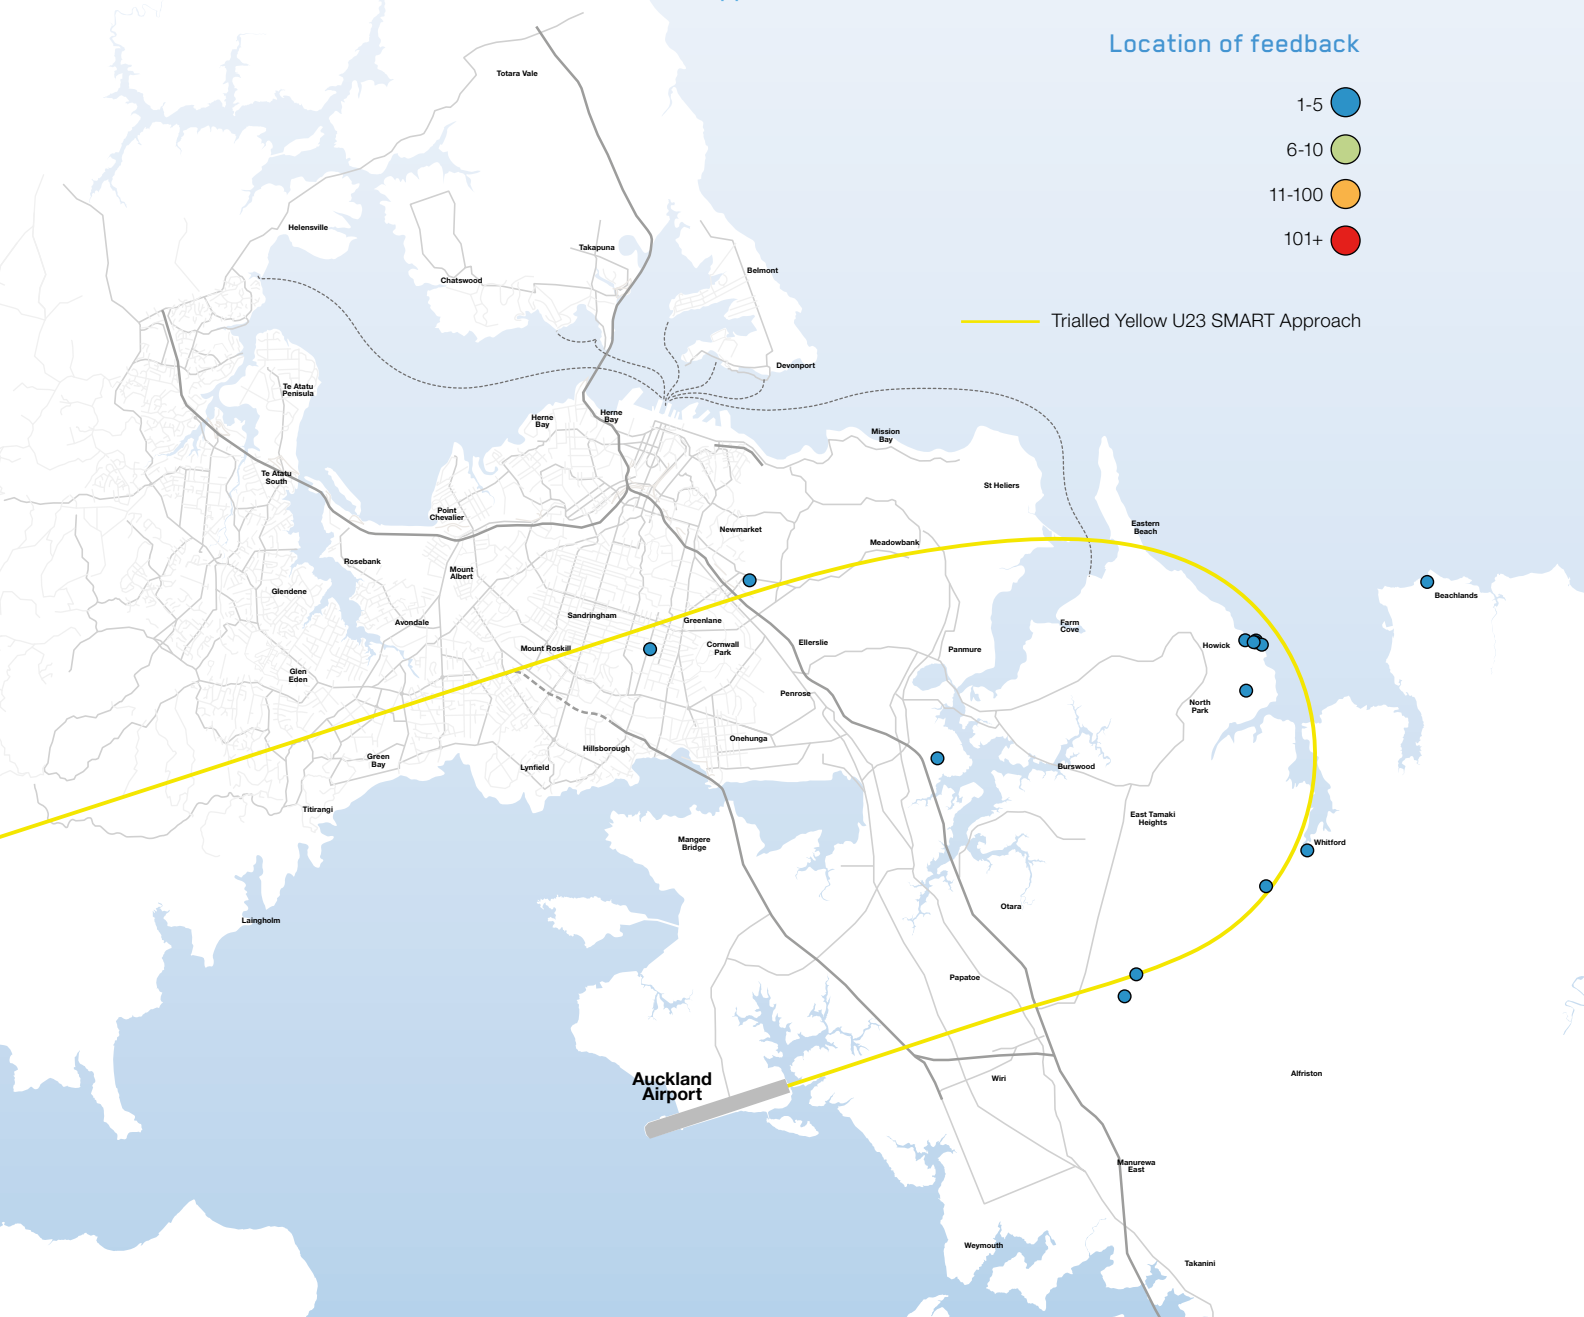 Location of feedback
1-5
6-10
11-100
101+
Trialled Yellow U23 SMART Approach
Totara Vale
Helensville
Takapuna
Belmont
Chatswood
Devonport
Te Atatu
Penisula
Herne
Bay
Herne
Bay
Mission
Bay
Te Atatu
South
St Heliers
Point
Chevalier
Newmarket
Eastern
Beach
Meadowbank
Rosebank
Mount
Albert
Glendene
Beachlands
Sandringham
Greenlane
Avondale
Farm
Cove
Mount Roskill
Cornwall
Park
Ellerslie
Panmure
Howick
Glen
Eden
Penrose
North
Park
Onehunga
Hillsborough
Green
Bay
Lynfield
Burswood
Titirangi
East Tamaki
Heights
Mangere
Bridge
Whitford
Otara
Laingholm
Papatoe
Auckland
Airport
Wiri
Alfriston
Manurewa
East
Weymouth
Takanini